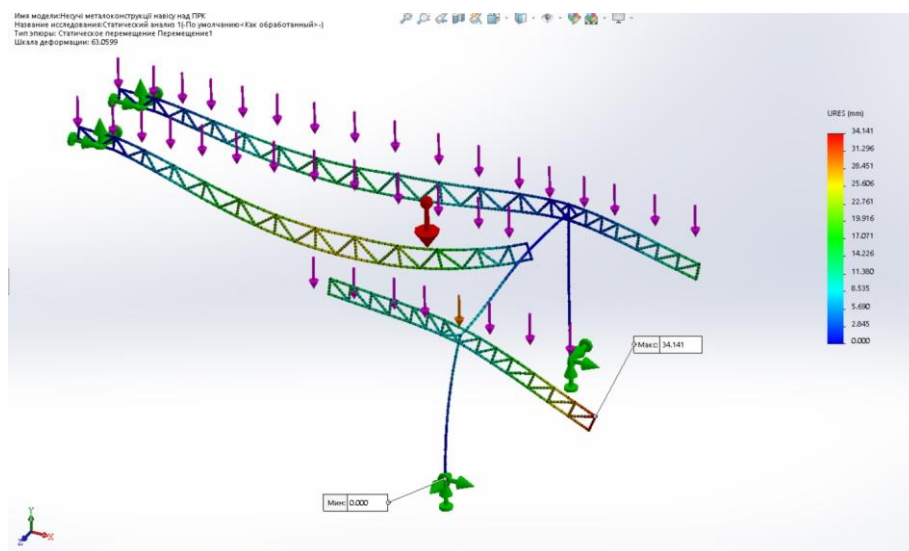 Имя модели:Несучі металоконструкції навісу над ПРК
Название исследования:Статический анализ 1(-По умолчанию<Как обработанный>-)
Тип эпюры: Статическое перемещение Перемещение1
Шкала деформации: 63.0599
URES (mm)
34.141
31.296
28.451
25.606
22.761
19.916
17.071
14.226
11.380
8.535
5.690
2.845
0.000
Макс: 34.141
Мин: 0.000
Y
X
Z